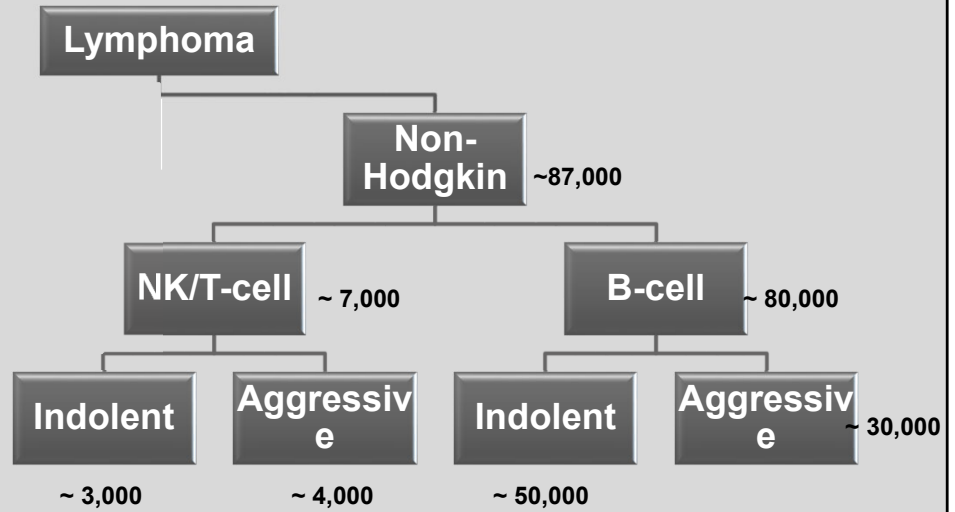 Lymphoma
Non-
Hodgkin
~87,000
NK/T-cell
~ 7,000
B-cell
~ 80,000
Indolent
Aggressiv
e
Indolent
Aggressiv
e
~ 30,000
~ 3,000
~ 4,000
~ 50,000